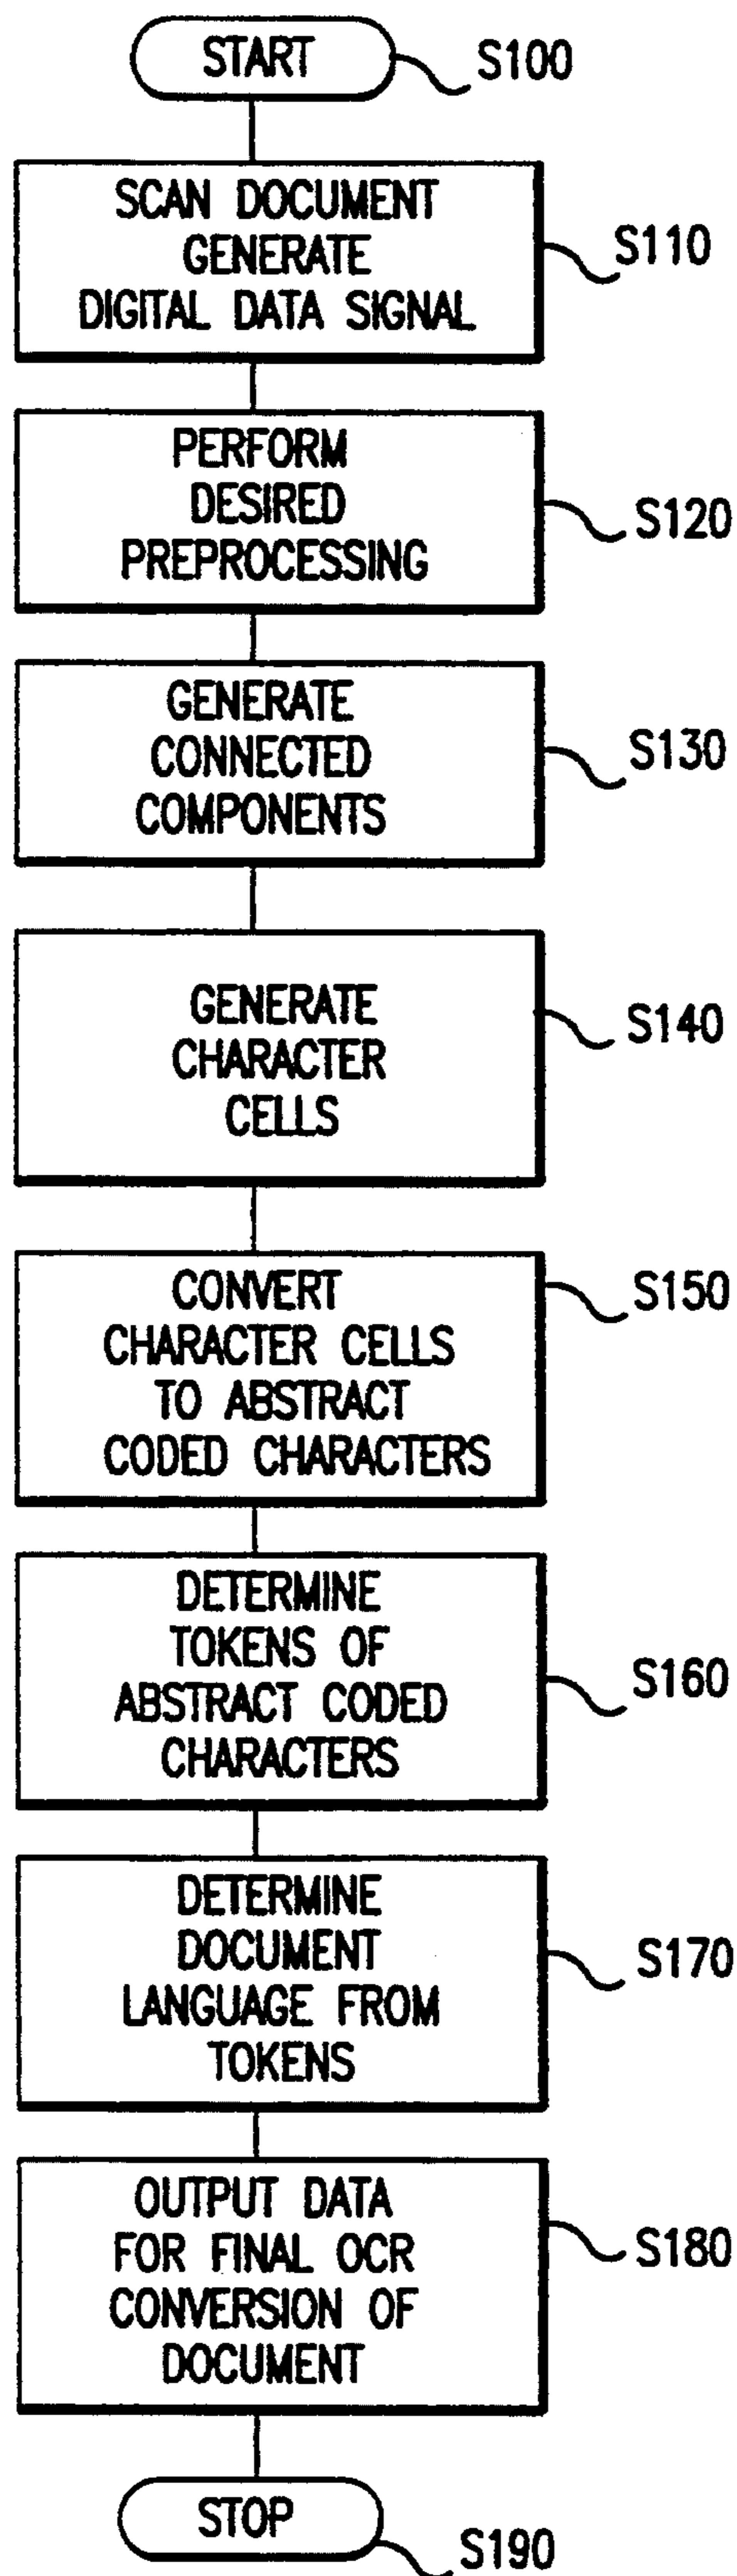 START
S100
SCAN DOCUMENT
GENERATE
DIGITAL DATA SIGNAL
S110
PERFORM
DESIRED
PREPROCESSING
S120
GENERATE
CONNECTED
COMPONENTS
S130
GENERATE
CHARACTER
CELLS
S140
CONVERT
CHARACTER CELLS
TO ABSTRACT
CODED CHARACTERS
S150
DETERMINE
TOKENS OF
ABSTRACT CODED
CHARACTERS
S160
DETERMINE
DOCUMENT
LANGUAGE FROM
TOKENS
S170
OUTPUT DATA
FOR FINAL OCR
CONVERSION OF
DOCUMENT
S180
STOP
S190